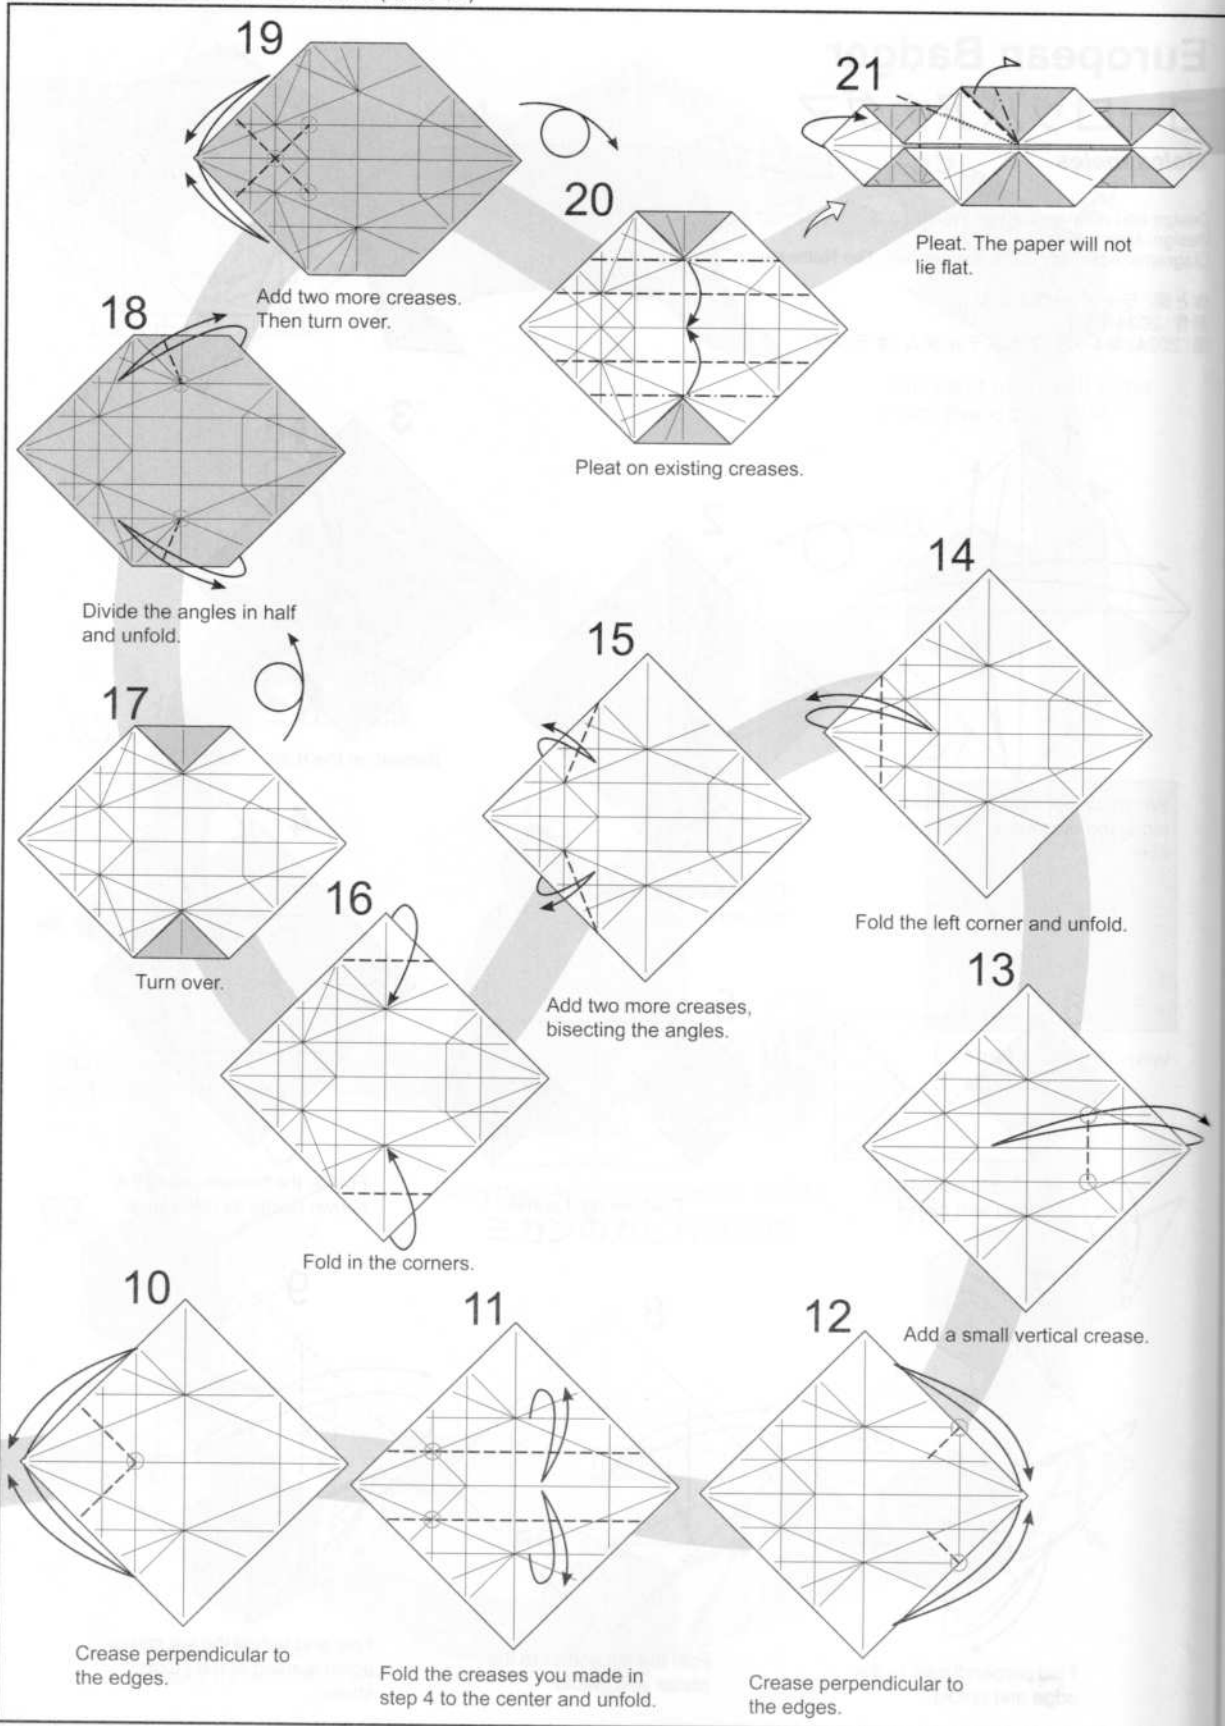 10
Crease perpendicular to
the edges.
11
Fold the creases you made in
step 4 to the center and unfold.
12
Crease perpendicular to
the edges.
13
Add a small vertical crease.
14
Fold the left corner and unfold.
15
Add two more creases,
bisecting the angles.
16
Fold in the corners.
17
Turn over.
18
Divide the angles in half
and unfold.
19
Add two more creases.
Then turn over.
20
Pleat on existing creases.
21
Pleat. The paper will not
lie flat.
European Badger